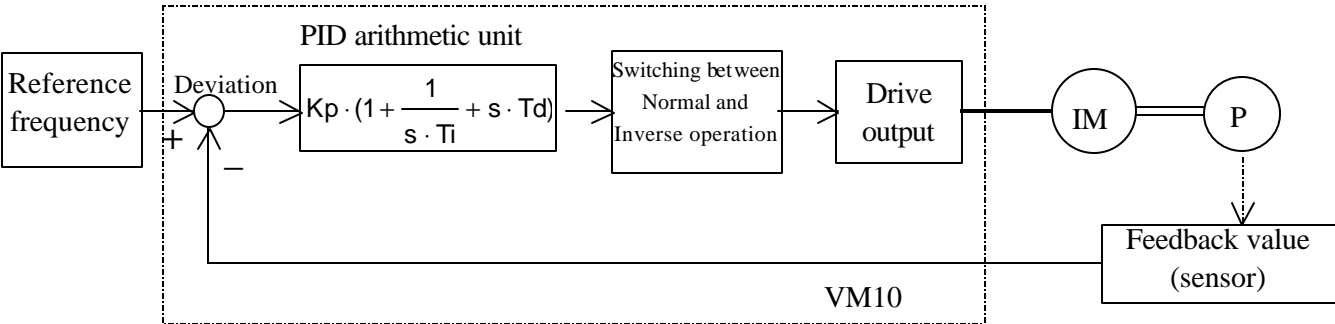 PID arithmetic unit
Reference
frequency
Deviation
+
−
Kp · (1 + 1/(s · Ti) + s · Td)
Switching between
Normal and
Inverse operation
Drive
output
IM
P
Feedback value
(sensor)
VM10